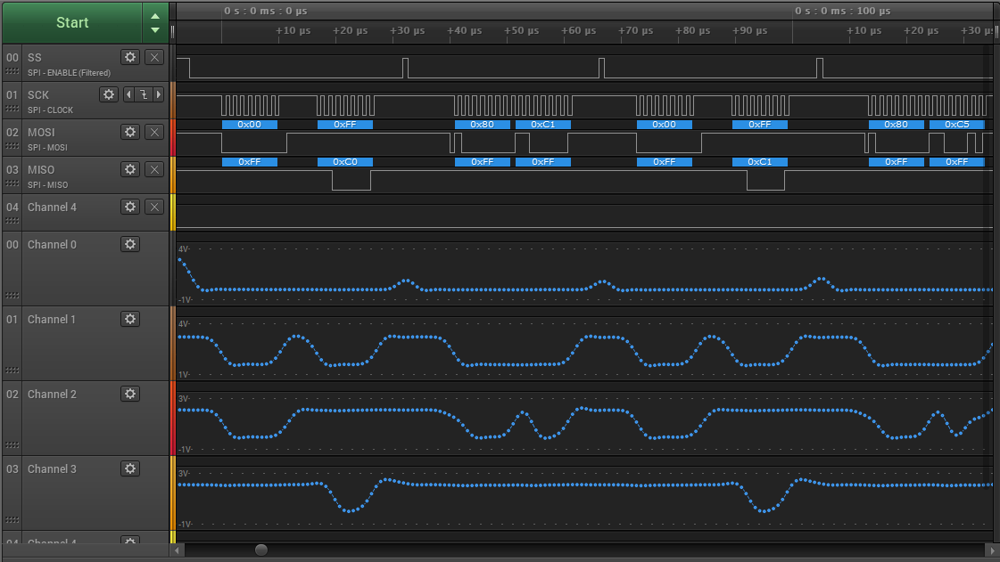 Start
0 s : 0 ms : 0 µs
0 s : 0 ms : 100 µs
+10 µs +20 µs +30 µs +40 µs +50 µs +60 µs +70 µs +80 µs +90 µs +10 µs +20 µs +30 µs
00 SS
SPI - ENABLE (Filtered)
01 SCK
SPI - CLOCK
0x00 0xFF 0x80 0xC1 0x00 0xFF 0x80 0xC5
02 MOSI
SPI - MOSI
0xFF 0xC0 0xFF 0xFF 0xFF 0xC1 0xFF 0xFF
03 MISO
SPI - MISO
04 Channel 4
00 Channel 0
4V
-1V
01 Channel 1
4V
1V
02 Channel 2
3V
-1V
03 Channel 3
3V
-1V
04 Channel 4